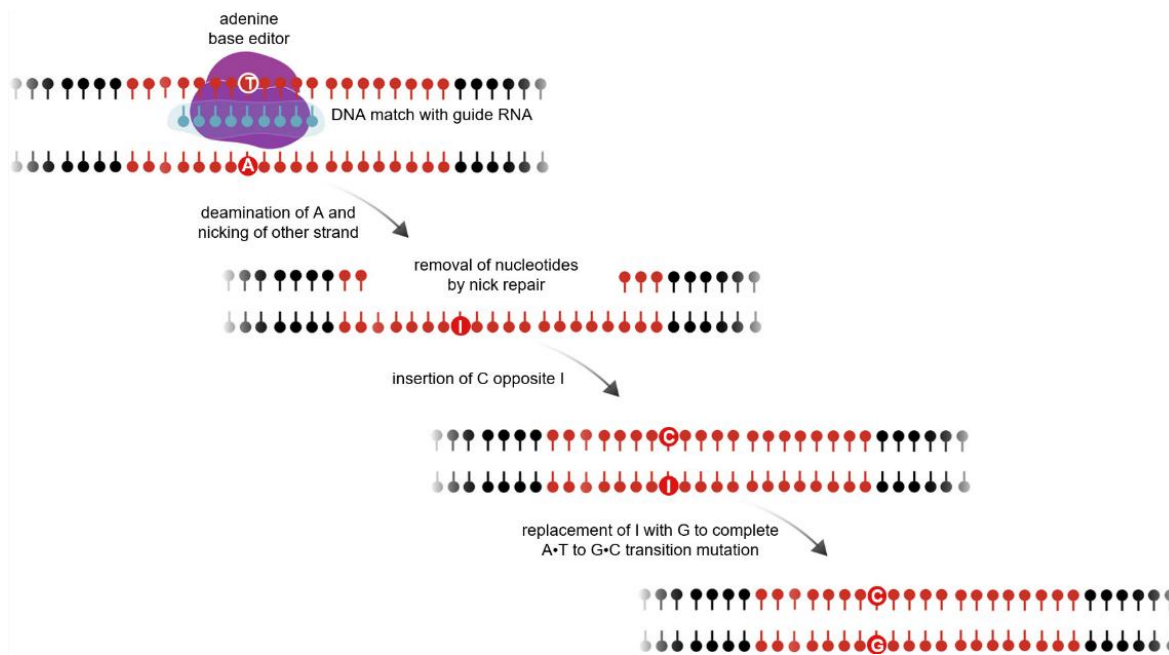 adenine
base editor
T
DNA match with guide RNA
A
deamination of A and
nicking of other strand
removal of nucleotides
by nick repair
I
insertion of C opposite I
C
I
replacement of I with G to complete
A•T to G•C transition mutation
C
G